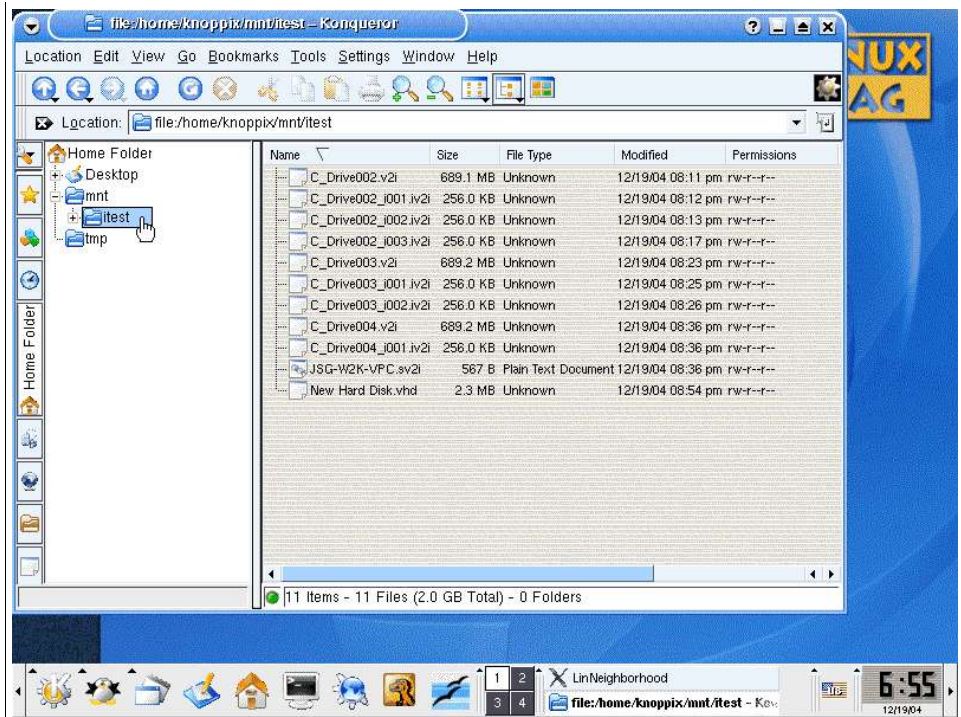 file:/home/knoppix/mnt/itest – Konqueror
Location Edit View Go Bookmarks Tools Settings Window Help
Location: file:/home/knoppix/mnt/itest
Home Folder
Desktop
mnt
itest
tmp
Home Folder
Name Size File Type Modified Permissions
C_Drive002.v2i 689.1 MB Unknown 12/19/04 08:11 pm rw-r--r--
C_Drive002_i001.iv2i 256.0 KB Unknown 12/19/04 08:12 pm rw-r--r--
C_Drive002_i002.iv2i 256.0 KB Unknown 12/19/04 08:13 pm rw-r--r--
C_Drive002_i003.iv2i 256.0 KB Unknown 12/19/04 08:17 pm rw-r--r--
C_Drive003.v2i 689.2 MB Unknown 12/19/04 08:23 pm rw-r--r--
C_Drive003_i001.iv2i 256.0 KB Unknown 12/19/04 08:25 pm rw-r--r--
C_Drive003_i002.iv2i 256.0 KB Unknown 12/19/04 08:26 pm rw-r--r--
C_Drive004.v2i 689.2 MB Unknown 12/19/04 08:36 pm rw-r--r--
C_Drive004_i001.iv2i 256.0 KB Unknown 12/19/04 08:36 pm rw-r--r--
JSG-W2K-VPC.sv2i 567 B Plain Text Document 12/19/04 08:36 pm rw-r--r--
New Hard Disk.vhd 2.3 MB Unknown 12/19/04 08:54 pm rw-r--r--
11 Items - 11 Files (2.0 GB Total) - 0 Folders
NUX
AG
1 2
3 4
LinNeighborhood
file:/home/knoppix/mnt/itest - Kon
6:55
12/19/04